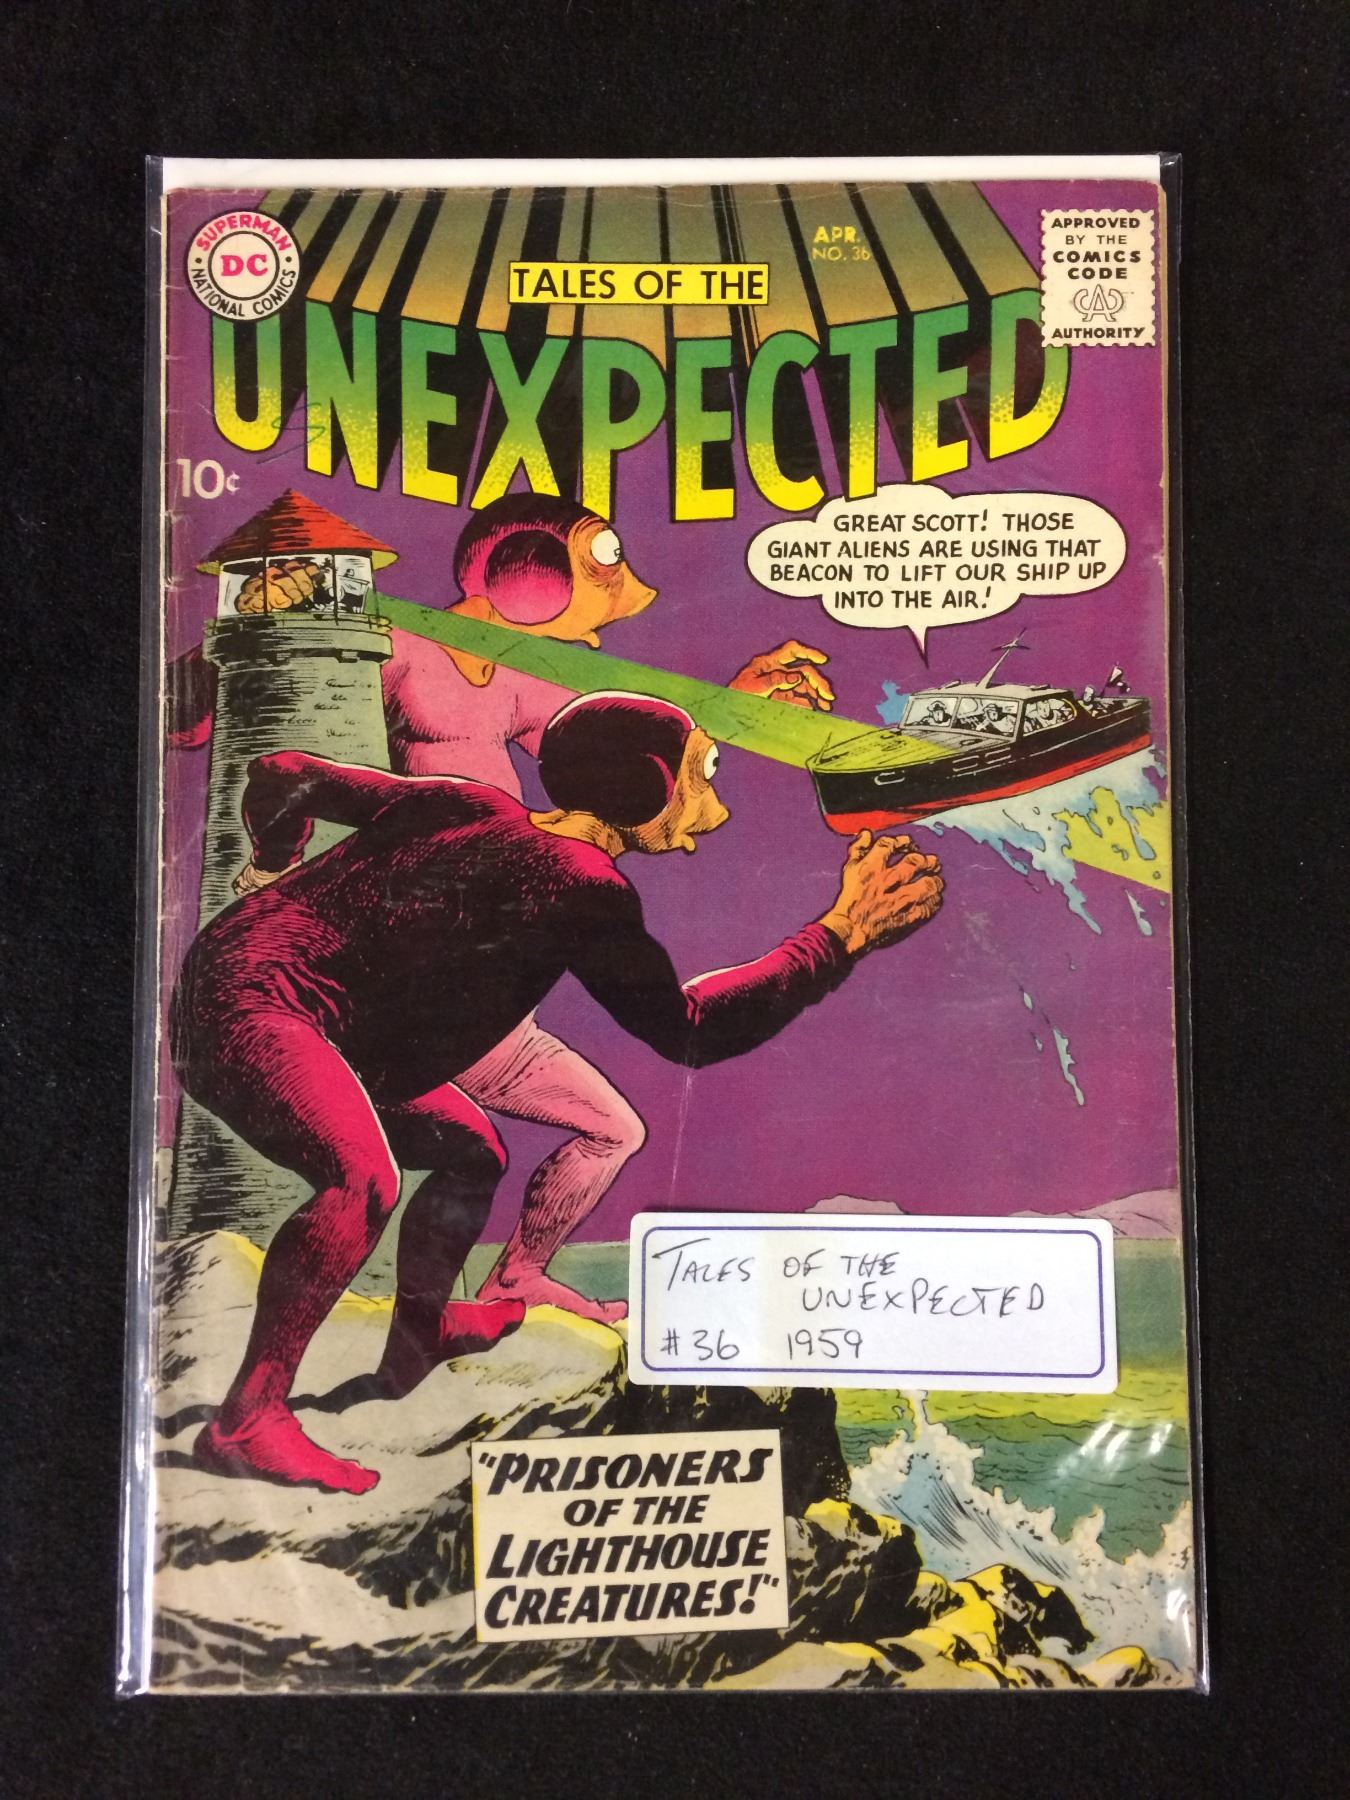 SUPERMAN
DC
NATIONAL COMICS
APR.
NO. 36
APPROVED
BY THE
COMICS
CODE
CA
AUTHORITY
TALES OF THE
UNEXPECTED
10¢
GREAT SCOTT! THOSE
GIANT ALIENS ARE USING THAT
BEACON TO LIFT OUR SHIP UP
INTO THE AIR!
TALES OF THE
UNEXPECTED
#36 1959
"PRISONERS
OF THE
LIGHTHOUSE
CREATURES!"